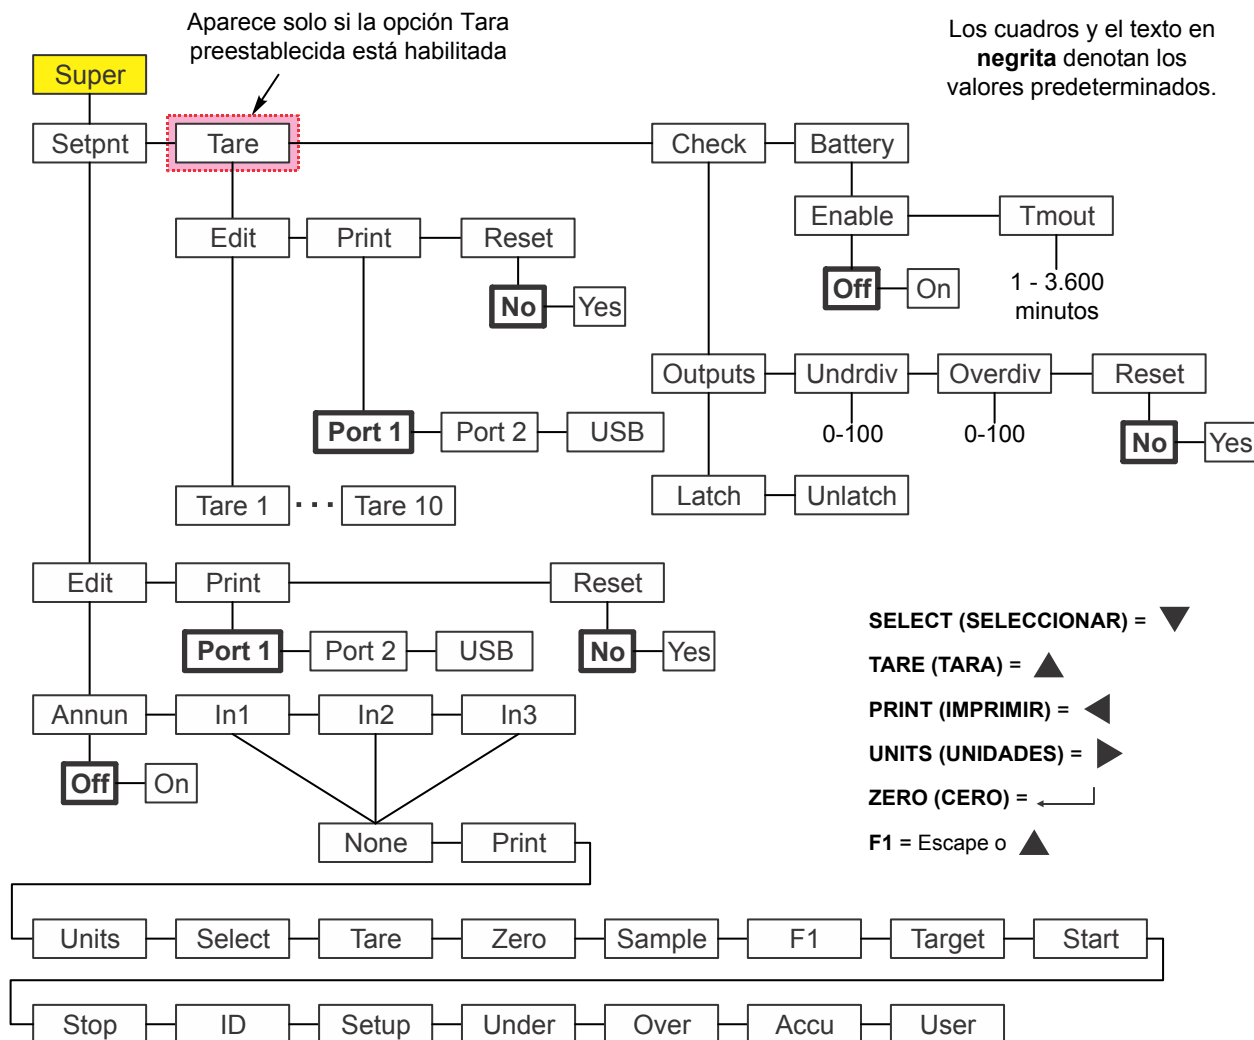 Aparece solo si la opción Tara
preestablecida está habilitada
Los cuadros y el texto en
negrita denotan los
valores predeterminados.
Super
Setpnt Tare Check Battery
Edit Print Reset Enable Tmout
No Yes Off On 1 - 3.600
minutos
Outputs Undrdiv Overdiv Reset
Port 1 Port 2 USB 0-100 0-100 No Yes
Tare 1 ··· Tare 10 Latch Unlatch
Edit Print Reset
Port 1 Port 2 USB No Yes
Annun In1 In2 In3
Off On
None Print
SELECT (SELECCIONAR) = ▼
TARE (TARA) = ▲
PRINT (IMPRIMIR) = ◀
UNITS (UNIDADES) = ▶
ZERO (CERO) = ↵
F1 = Escape o ▲
Units Select Tare Zero Sample F1 Target Start
Stop ID Setup Under Over Accu User